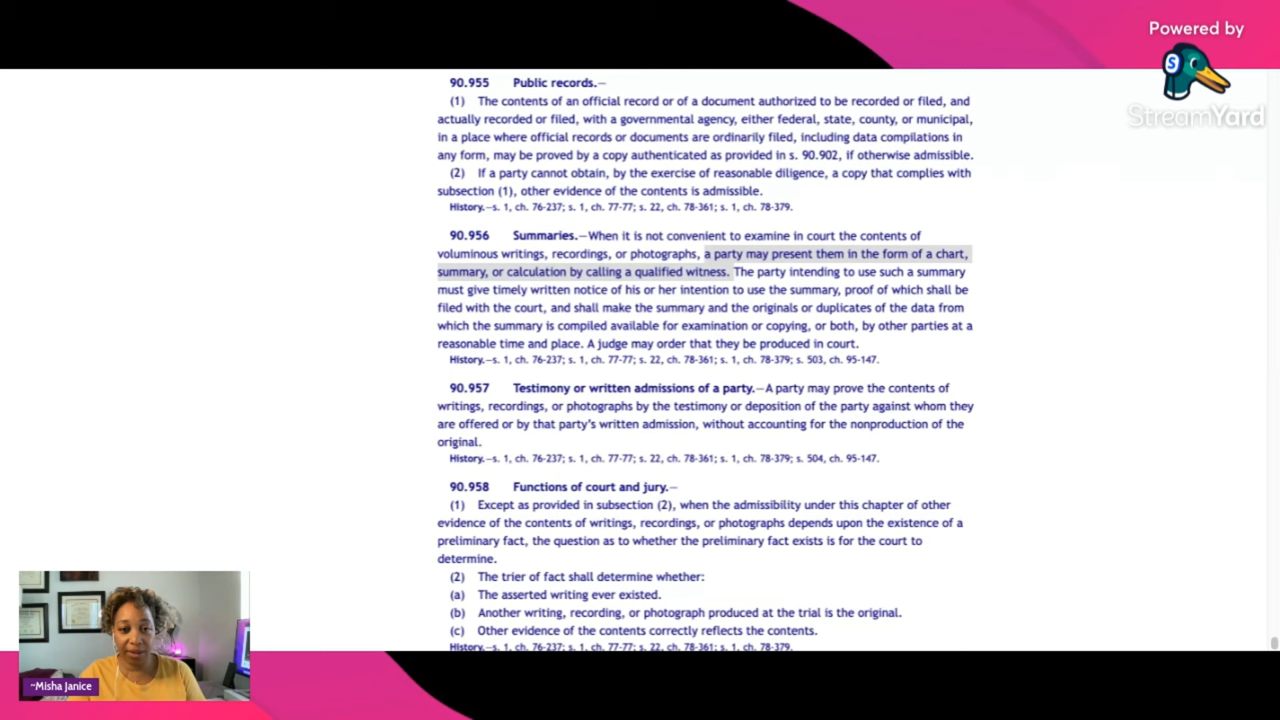 Powered by
StreamYard
90.955 Public records.—
(1) The contents of an official record or of a document authorized to be recorded or filed, and
actually recorded or filed, with a governmental agency, either federal, state, county, or municipal,
in a place where official records or documents are ordinarily filed, including data compilations in
any form, may be proved by a copy authenticated as provided in s. 90.902, if otherwise admissible.
(2) If a party cannot obtain, by the exercise of reasonable diligence, a copy that complies with
subsection (1), other evidence of the contents is admissible.
History.—s. 1, ch. 76-237; s. 1, ch. 77-77; s. 22, ch. 78-361; s. 1, ch. 78-379.
90.956 Summaries.—When it is not convenient to examine in court the contents of
voluminous writings, recordings, or photographs, a party may present them in the form of a chart,
summary, or calculation by calling a qualified witness. The party intending to use such a summary
must give timely written notice of his or her intention to use the summary, proof of which shall be
filed with the court, and shall make the summary and the originals or duplicates of the data from
which the summary is compiled available for examination or copying, or both, by other parties at a
reasonable time and place. A judge may order that they be produced in court.
History.—s. 1, ch. 76-237; s. 1, ch. 77-77; s. 22, ch. 78-361; s. 1, ch. 78-379; s. 503, ch. 95-147.
90.957 Testimony or written admissions of a party.—A party may prove the contents of
writings, recordings, or photographs by the testimony or deposition of the party against whom they
are offered or by that party's written admission, without accounting for the nonproduction of the
original.
History.—s. 1, ch. 76-237; s. 1, ch. 77-77; s. 22, ch. 78-361; s. 1, ch. 78-379; s. 504, ch. 95-147.
90.958 Functions of court and jury.—
(1) Except as provided in subsection (2), when the admissibility under this chapter of other
evidence of the contents of writings, recordings, or photographs depends upon the existence of a
preliminary fact, the question as to whether the preliminary fact exists is for the court to
determine.
(2) The trier of fact shall determine whether:
(a) The asserted writing ever existed.
(b) Another writing, recording, or photograph produced at the trial is the original.
(c) Other evidence of the contents correctly reflects the contents.
History.—s. 1, ch. 76-237; s. 1, ch. 77-77; s. 22, ch. 78-361; s. 1, ch. 78-379.
~Misha Janice